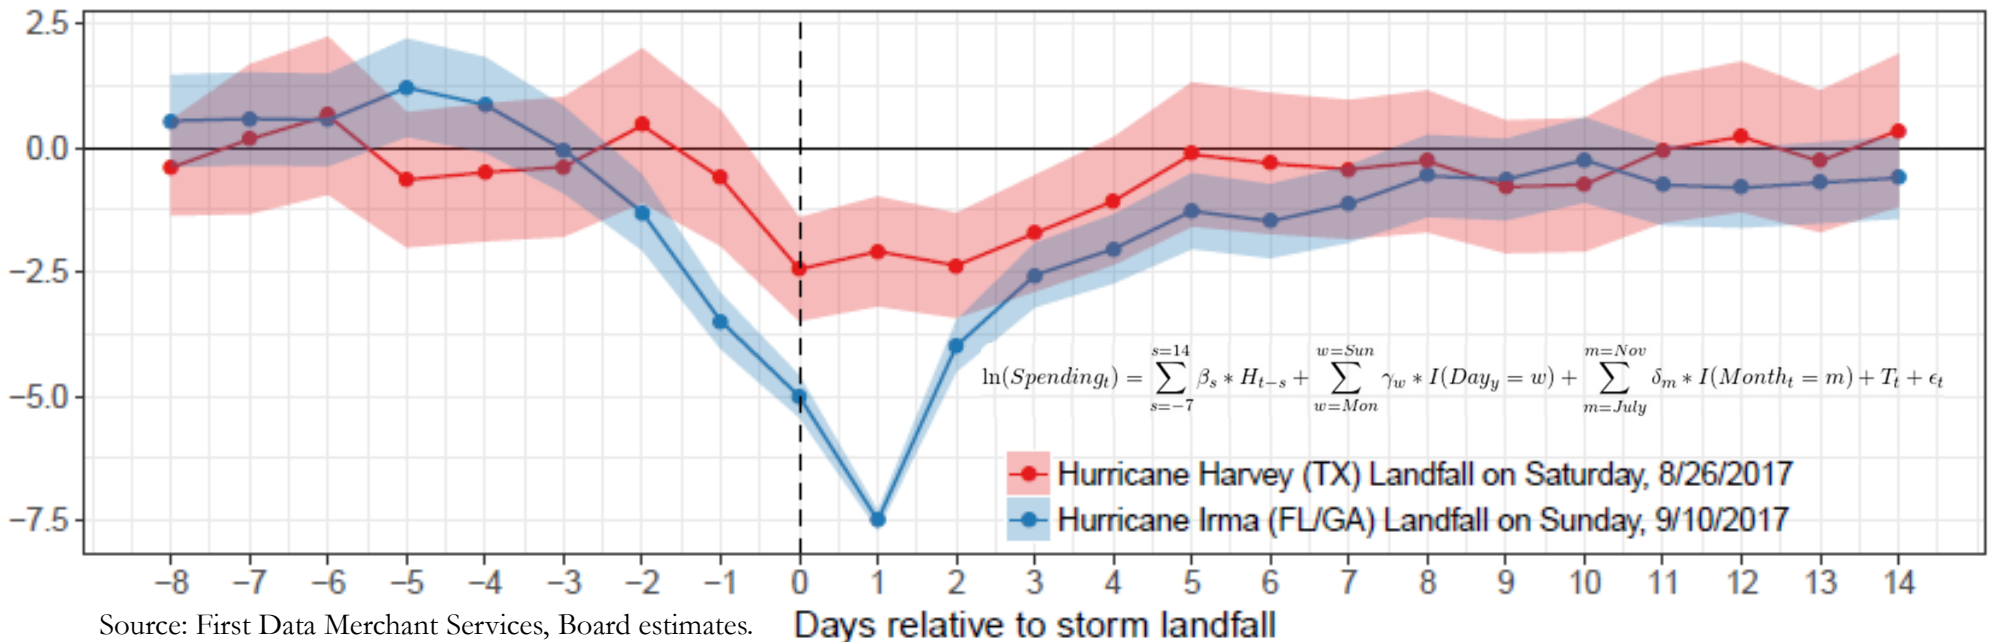 2.5
0.0
−2.5
−5.0
−7.5
s=14 w=Sun m=Nov
ln(Spending_t) = ∑ β_s * H_{t−s} + ∑ γ_w * I(Day_y = w) + ∑ δ_m * I(Month_t = m) + T_t + ϵ_t
s=−7 w=Mon m=July
Hurricane Harvey (TX) Landfall on Saturday, 8/26/2017
Hurricane Irma (FL/GA) Landfall on Sunday, 9/10/2017
−8 −7 −6 −5 −4 −3 −2 −1 0 1 2 3 4 5 6 7 8 9 10 11 12 13 14
Source: First Data Merchant Services, Board estimates. Days relative to storm landfall